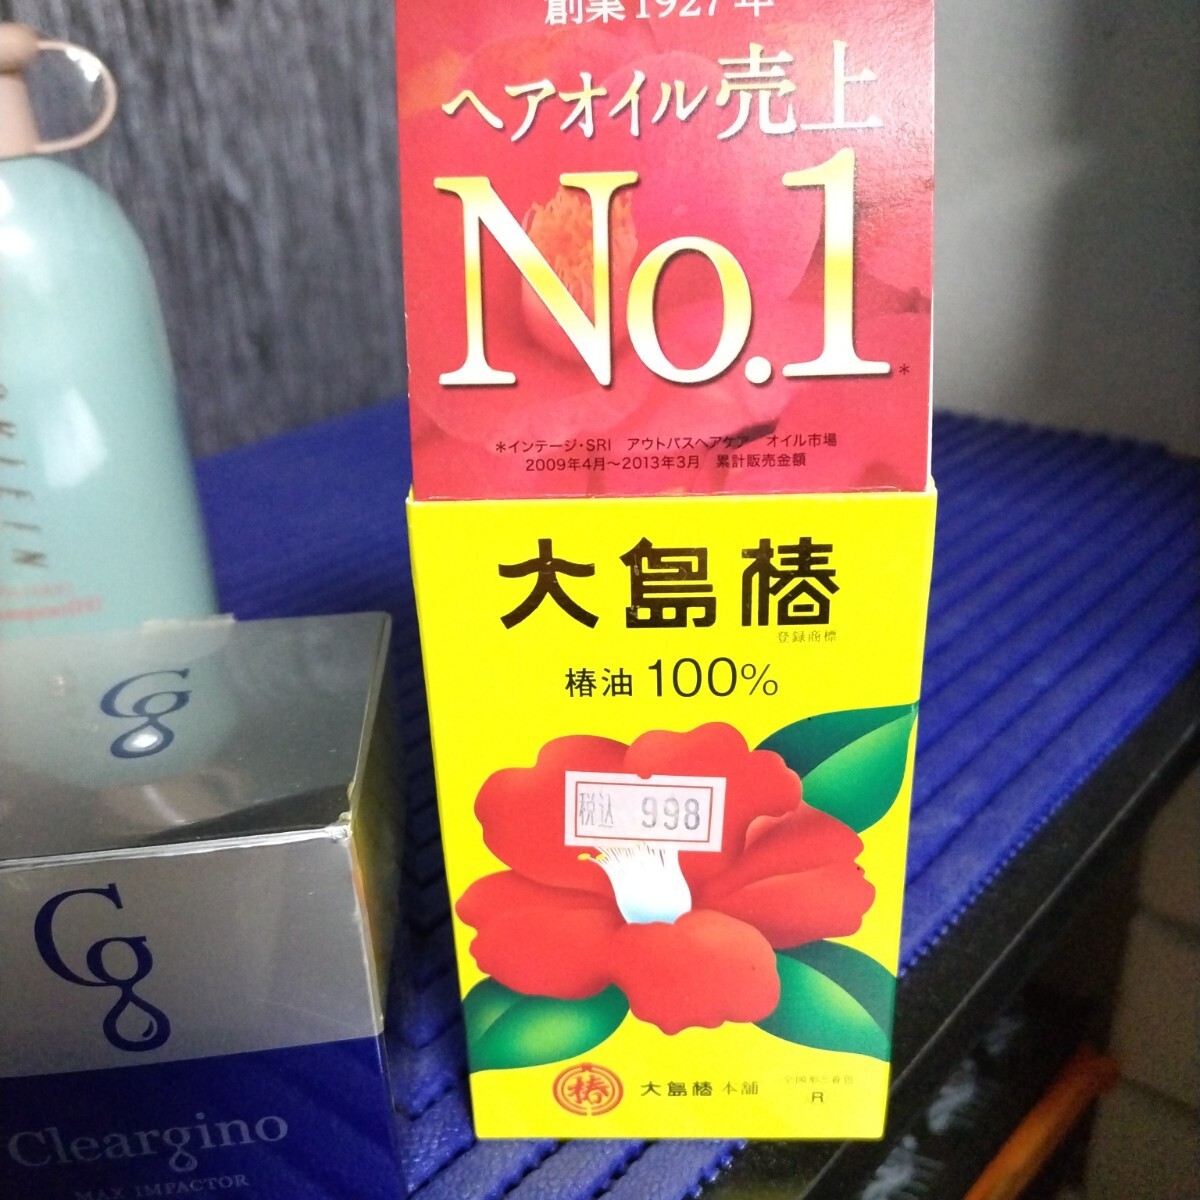 創業1927年
ヘアオイル売上
No.1*
*インテージ・SRI アウトバスヘアケア オイル市場
2009年4月〜2013年3月 累計販売金額
大島椿
登録商標
椿油100%
税込 998
椿
大島椿本舗
R
Cleargino
MAX IMPACTOR